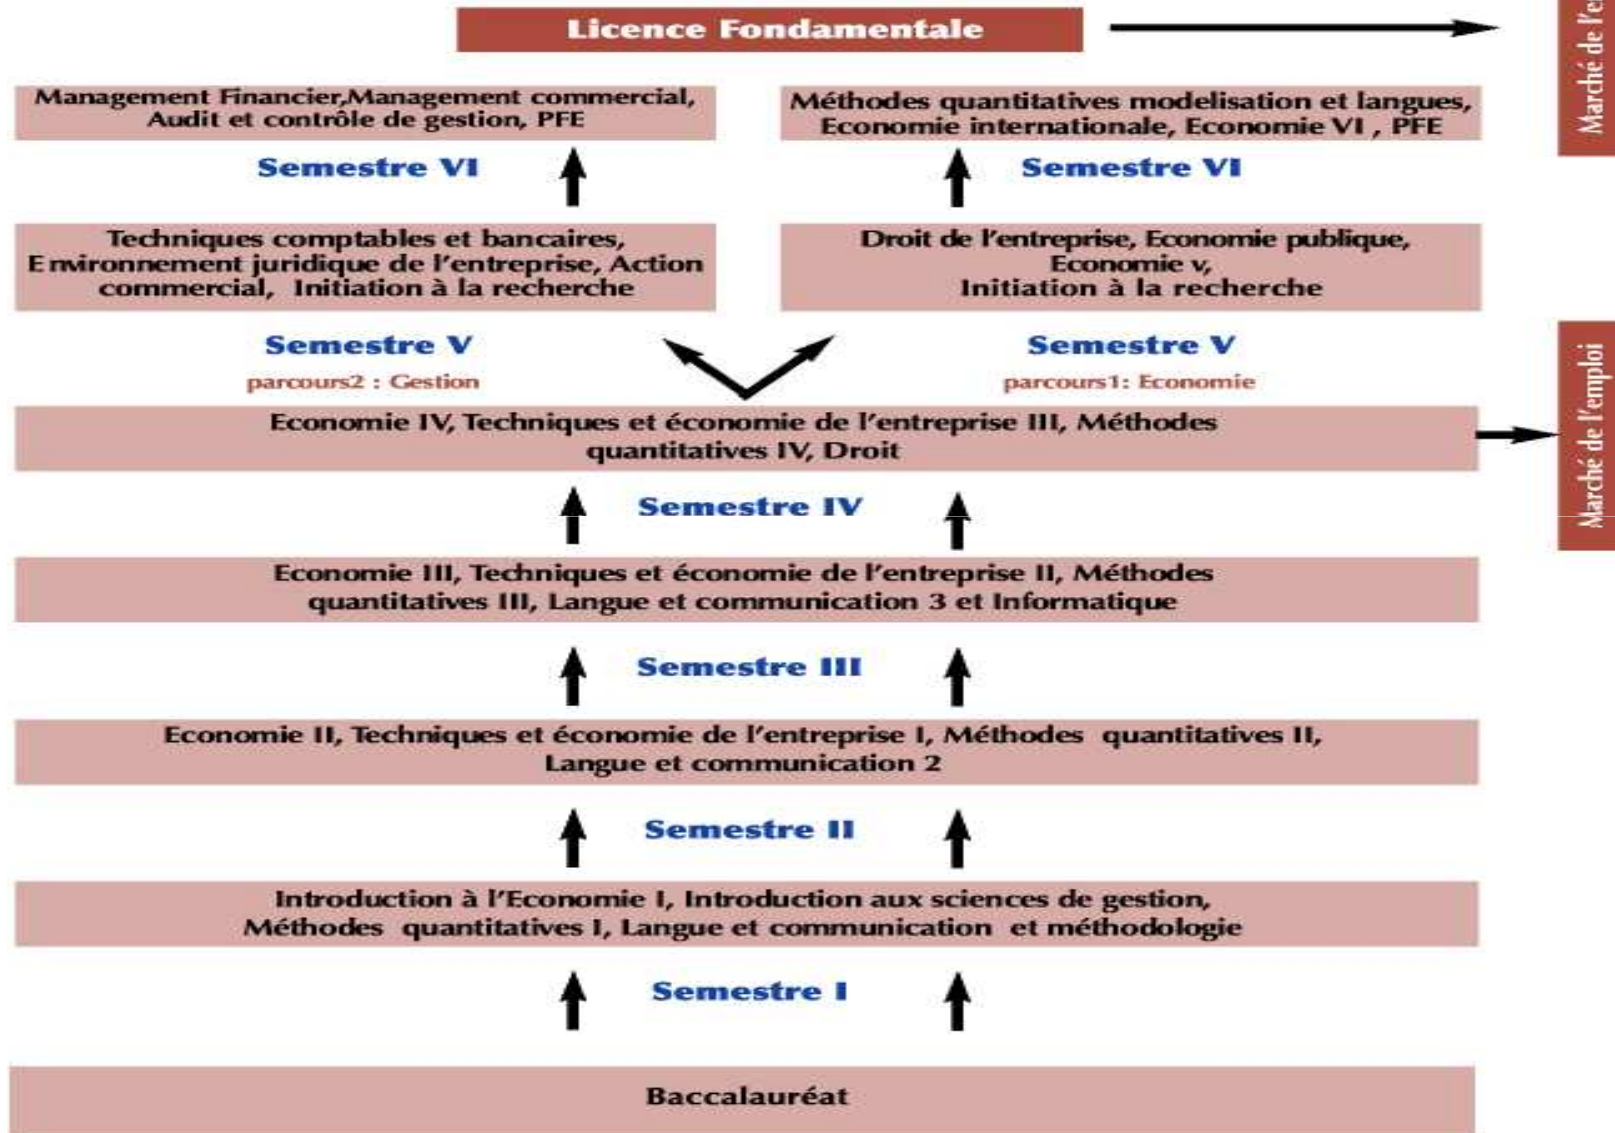 Licence Fondamentale
Marché de l'e
Management Financier,Management commercial,
Audit et contrôle de gestion, PFE
Méthodes quantitatives modelisation et langues,
Economie internationale, Economie VI , PFE
Semestre VI
Semestre VI
Techniques comptables et bancaires,
Environnement juridique de l'entreprise, Action
commercial, Initiation à la recherche
Droit de l'entreprise, Economie publique,
Economie v,
Initiation à la recherche
Semestre V
parcours2 : Gestion
Semestre V
parcours1: Economie
Economie IV, Techniques et économie de l'entreprise III, Méthodes
quantitatives IV, Droit
Marché de l'emploi
Semestre IV
Economie III, Techniques et économie de l'entreprise II, Méthodes
quantitatives III, Langue et communication 3 et Informatique
Semestre III
Economie II, Techniques et économie de l'entreprise I, Méthodes quantitatives II,
Langue et communication 2
Semestre II
Introduction à l'Economie I, Introduction aux sciences de gestion,
Méthodes quantitatives I, Langue et communication et méthodologie
Semestre I
Baccalauréat